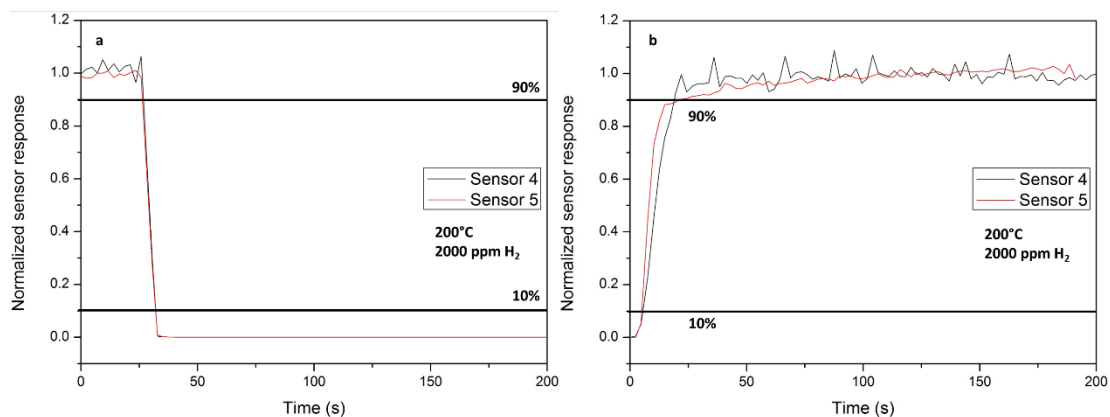 a
Normalized sensor response
1.2
1.0
0.8
0.6
0.4
0.2
0.0
90%
Sensor 4
Sensor 5
200°C
2000 ppm H₂
10%
0
50
100
150
200
Time (s)
b
Normalized sensor response
1.2
1.0
0.8
0.6
0.4
0.2
0.0
90%
Sensor 4
Sensor 5
200°C
2000 ppm H₂
10%
0
50
100
150
200
Time (s)